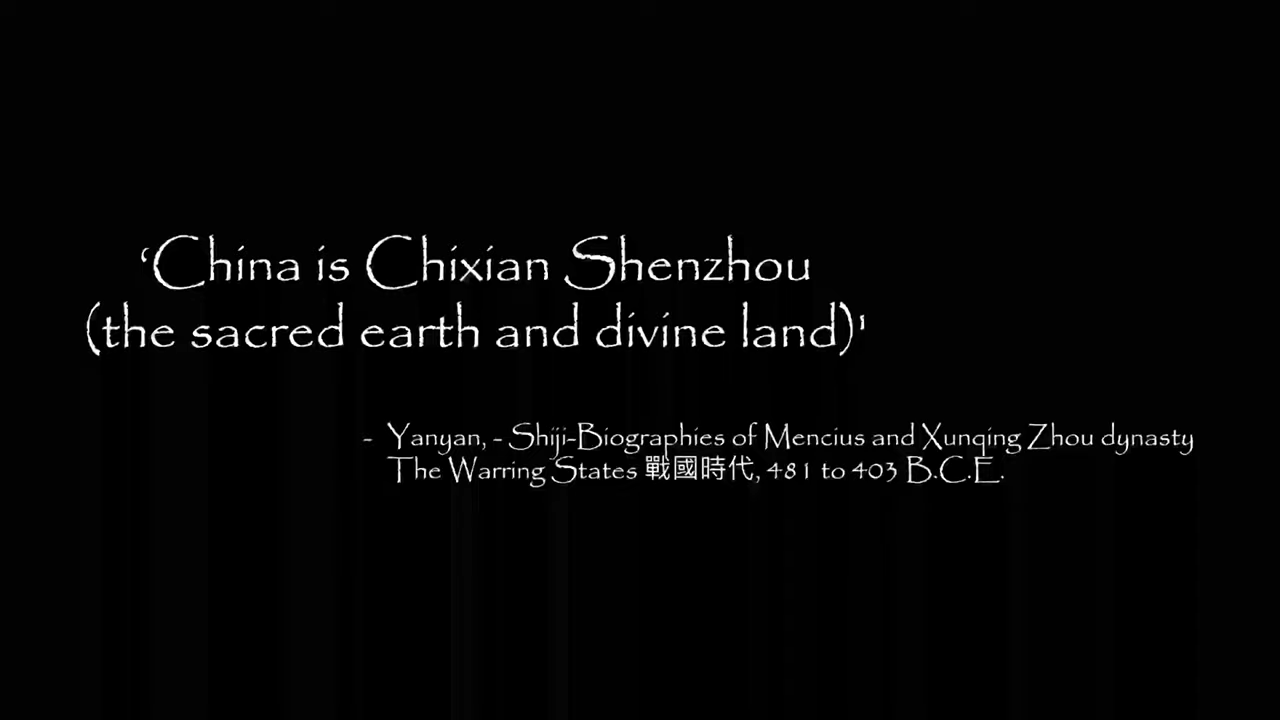 ‘China is Chixian Shenzhou
(the sacred earth and divine land)'
- Yanyan, - Shiji-Biographies of Mencius and Xunqing Zhou dynasty
The Warring States 戰國時代, 481 to 403 B.C.E.